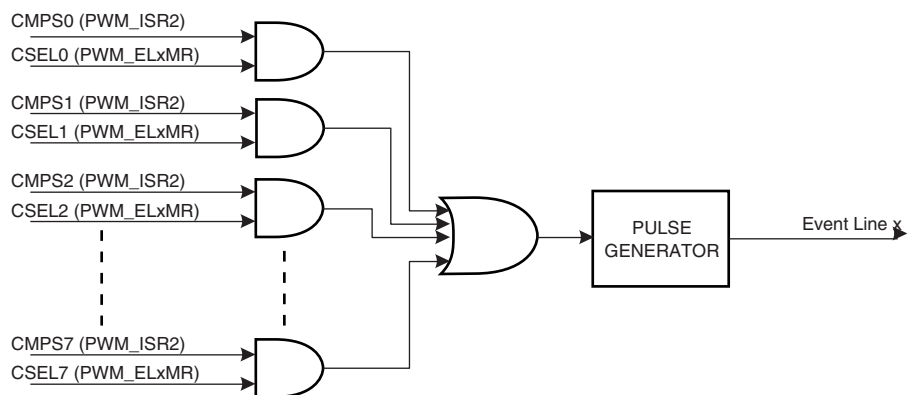 CMPS0 (PWM_ISR2)
CSEL0 (PWM_ELxMR)
CMPS1 (PWM_ISR2)
CSEL1 (PWM_ELxMR)
CMPS2 (PWM_ISR2)
CSEL2 (PWM_ELxMR)
PULSE
GENERATOR
Event Line x
CMPS7 (PWM_ISR2)
CSEL7 (PWM_ELxMR)